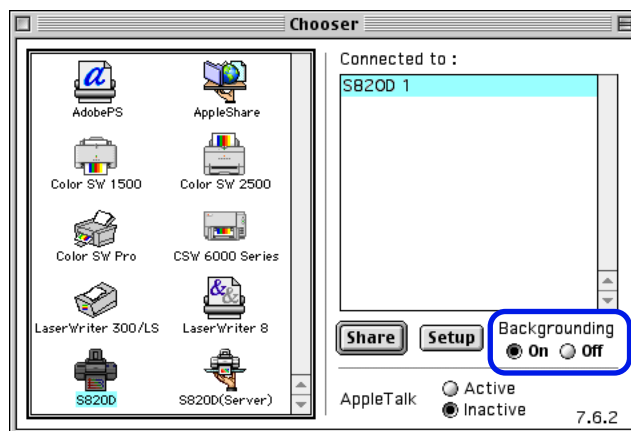 Chooser
AdobePS
AppleShare
Color SW 1500
Color SW 2500
Color SW Pro
CSW 6000 Series
LaserWriter 300/LS
LaserWriter 8
S820D
S820D(Server)
Connected to :
S820D 1
Share
Setup
Backgrounding
On
Off
AppleTalk
Active
Inactive
7.6.2